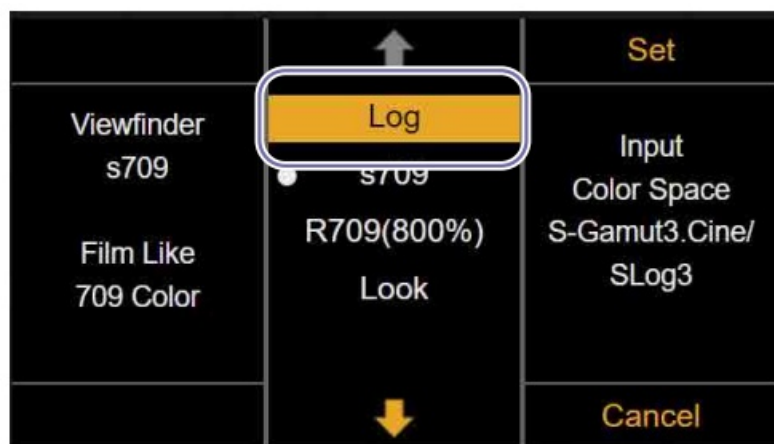 Set
Viewfinder
s709
Film Like
709 Color
Log
s709
R709(800%)
Look
Input
Color Space
S-Gamut3.Cine/
SLog3
Cancel